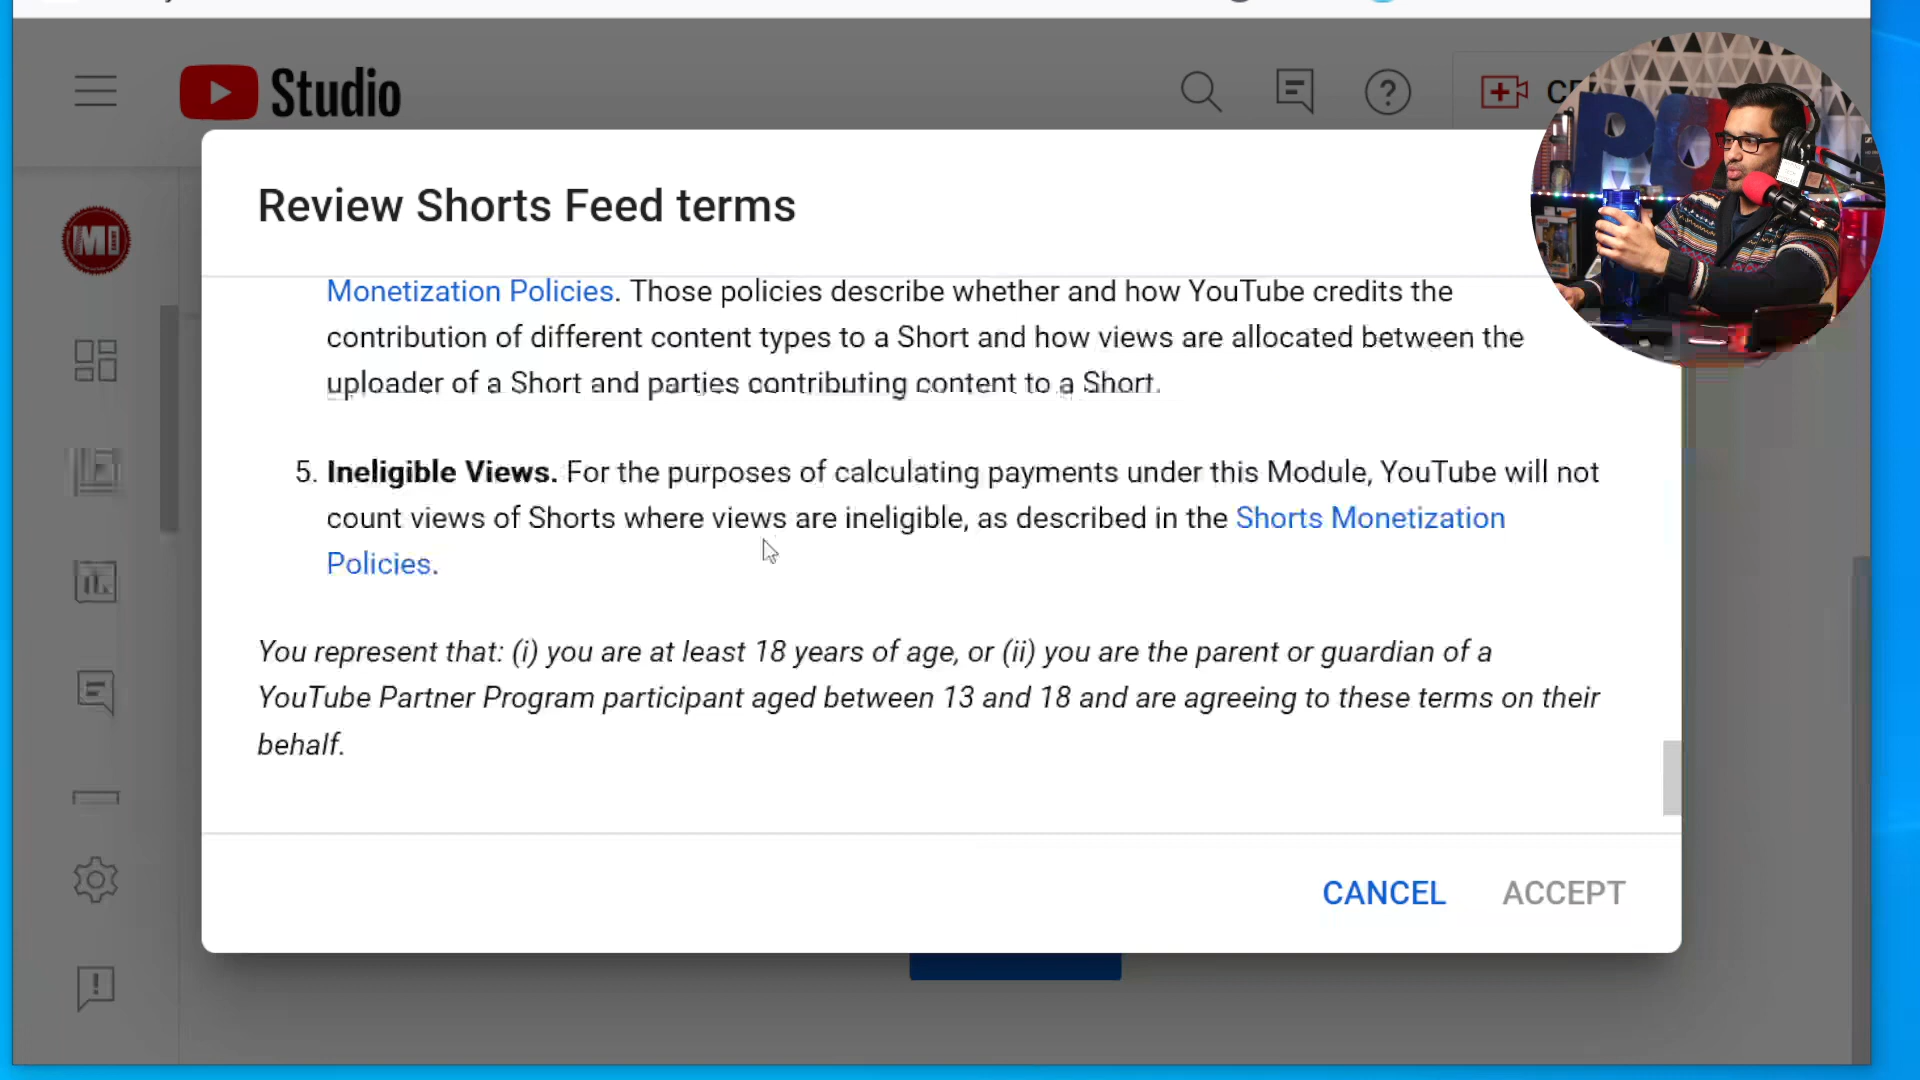 Studio
Review Shorts Feed terms
Monetization Policies. Those policies describe whether and how YouTube credits the
contribution of different content types to a Short and how views are allocated between the
uploader of a Short and parties contributing content to a Short.
5. Ineligible Views. For the purposes of calculating payments under this Module, YouTube will not
count views of Shorts where views are ineligible, as described in the Shorts Monetization
Policies.
You represent that: (i) you are at least 18 years of age, or (ii) you are the parent or guardian of a
YouTube Partner Program participant aged between 13 and 18 and are agreeing to these terms on their
behalf.
CANCEL ACCEPT